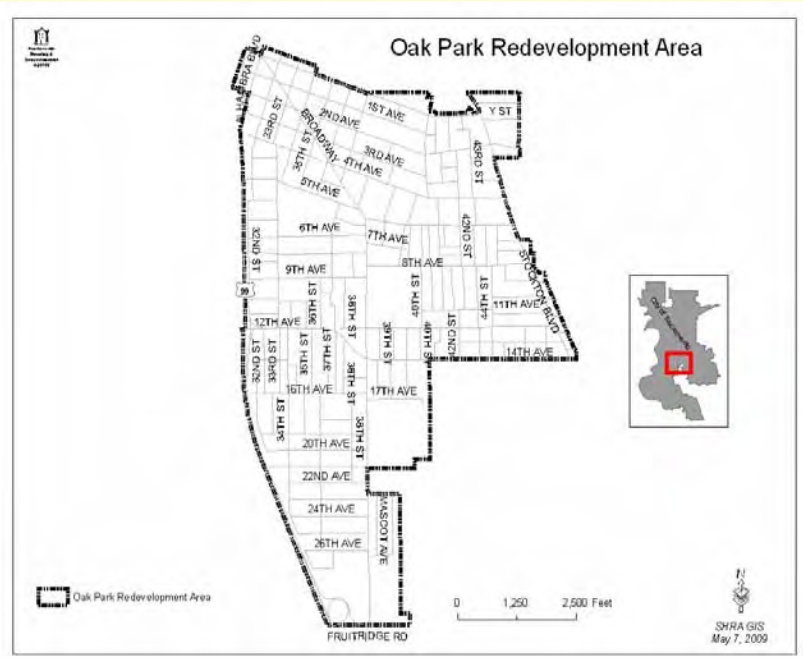 Oak Park Redevelopment Area
ALHAMBRA BLVD
Y ST
1ST AVE
2ND AVE
33RD ST
BROADWAY
35TH ST
3RD AVE
4TH AVE
43RD ST
5TH AVE
6TH AVE
7TH AVE
42ND ST
32ND ST
8TH AVE
9TH AVE
STOCKTON BLVD
99
36TH ST
38TH ST
40TH ST
44TH ST
11TH AVE
12TH AVE
39TH ST
40TH ST
42ND ST
14TH AVE
32ND ST
33RD ST
35TH ST
37TH ST
38TH ST
16TH AVE
17TH AVE
34TH ST
38TH ST
20TH AVE
22ND AVE
24TH AVE
MASCOT AVE
26TH AVE
FRUITRIDGE RD
Oak Park Redevelopment Area
0 1,250 2,500 Feet
N
SHRA GIS
May 7, 2009